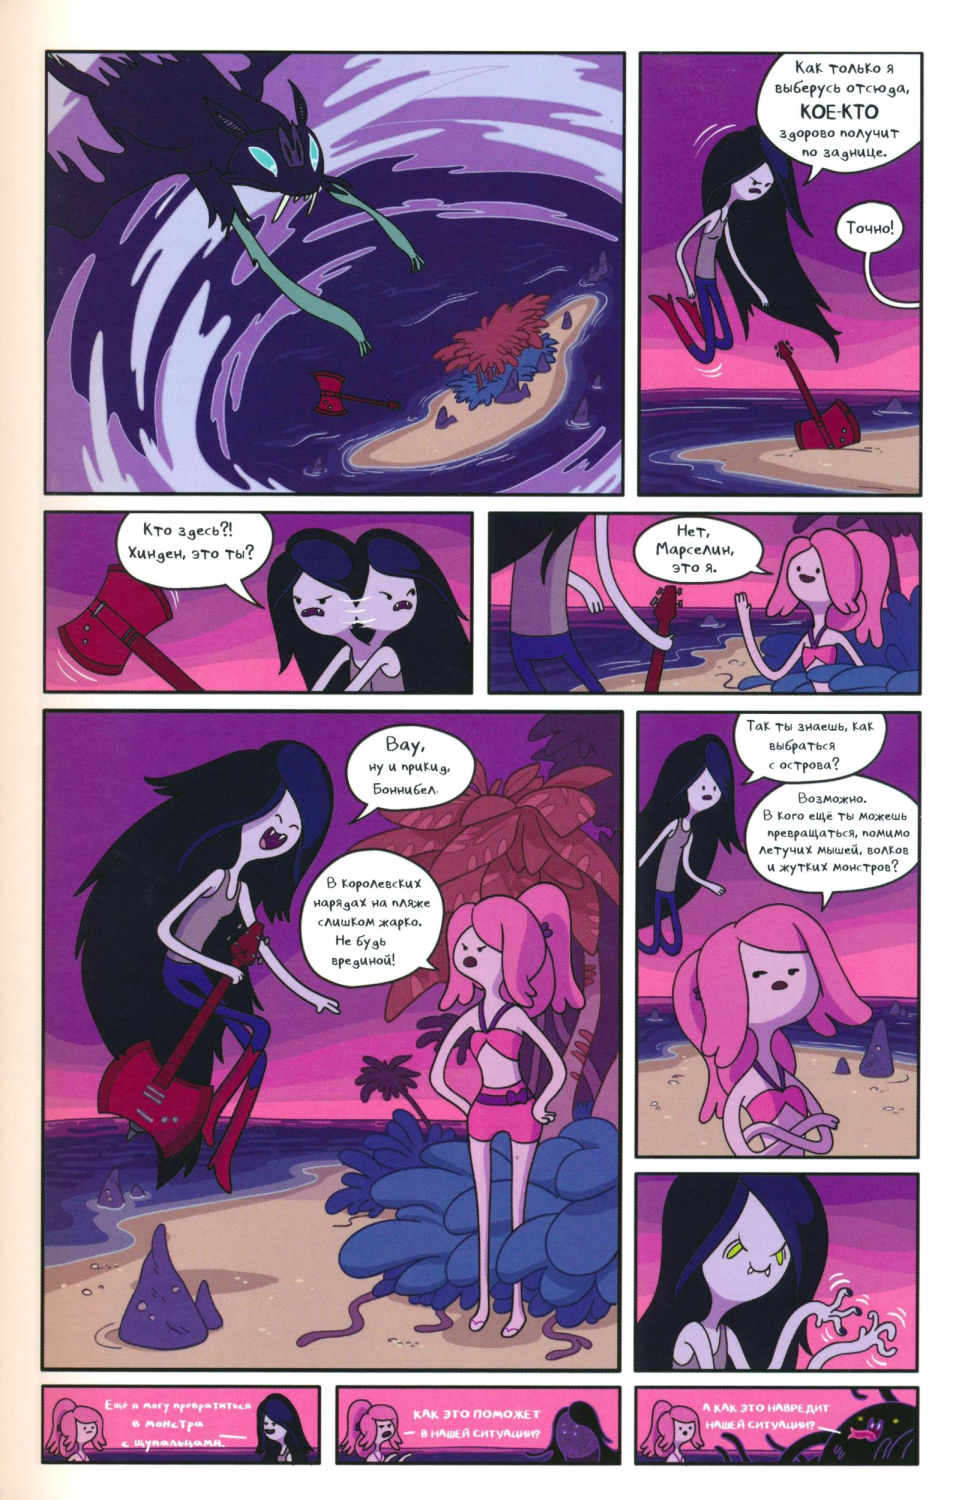 Как только я
выберусь отсюда,
КОЕ-КТО
здорово получит
по заднице.
Точно!
Кто здесь?!
Хинден, это ты?
Нет,
Марселин,
это я.
Вау,
ну и прикид,
Боннибел.
В королевских
нарядах на пляже
слишком жарко.
Не будь
врединой!
Так ты знаешь, как
выбраться
с острова?
Возможно.
В кого ещё ты можешь
превращаться, помимо
летучих мышей, волков
и жутких монстров?
Ещё я могу превратиться
в монстра
с щупальцами.
КАК ЭТО ПОМОЖЕТ
В НАШЕЙ СИТУАЦИИ?
А КАК ЭТО НАВРЕДИТ
НАШЕЙ СИТУАЦИИ?